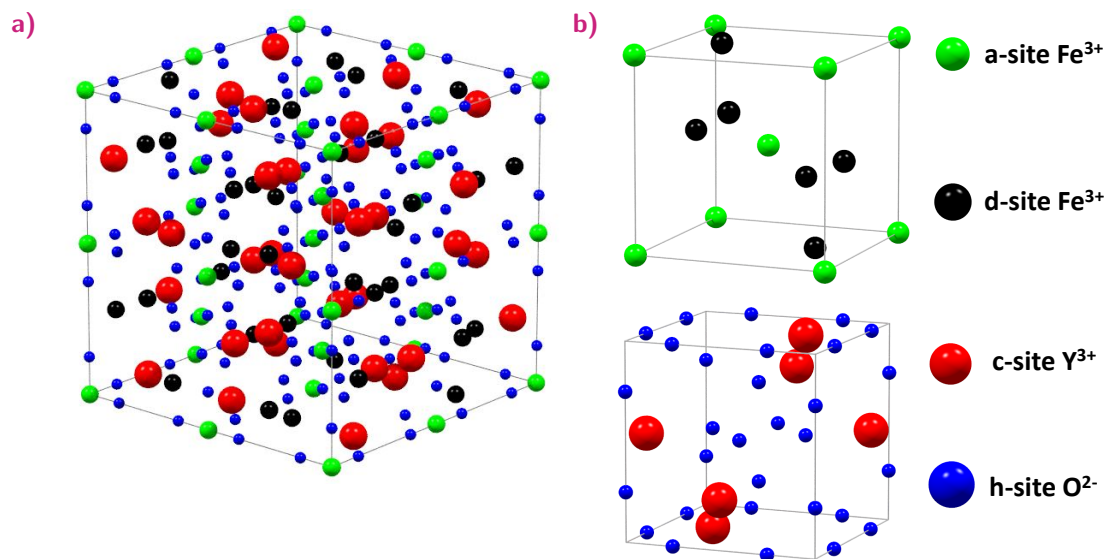 a)
b)
a-site Fe³⁺
d-site Fe³⁺
c-site Y³⁺
h-site O²⁻